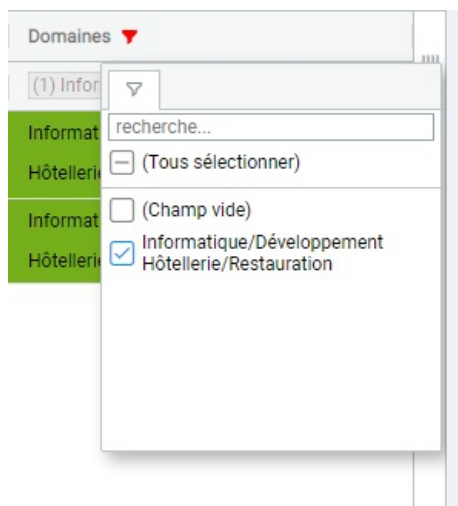 Domaines
(1) Infor
recherche...
Informat
(Tous sélectionner)
Hôtellerie
(Champ vide)
Informat
Informatique/Développement
Hôtellerie/Restauration
Hôtellerie